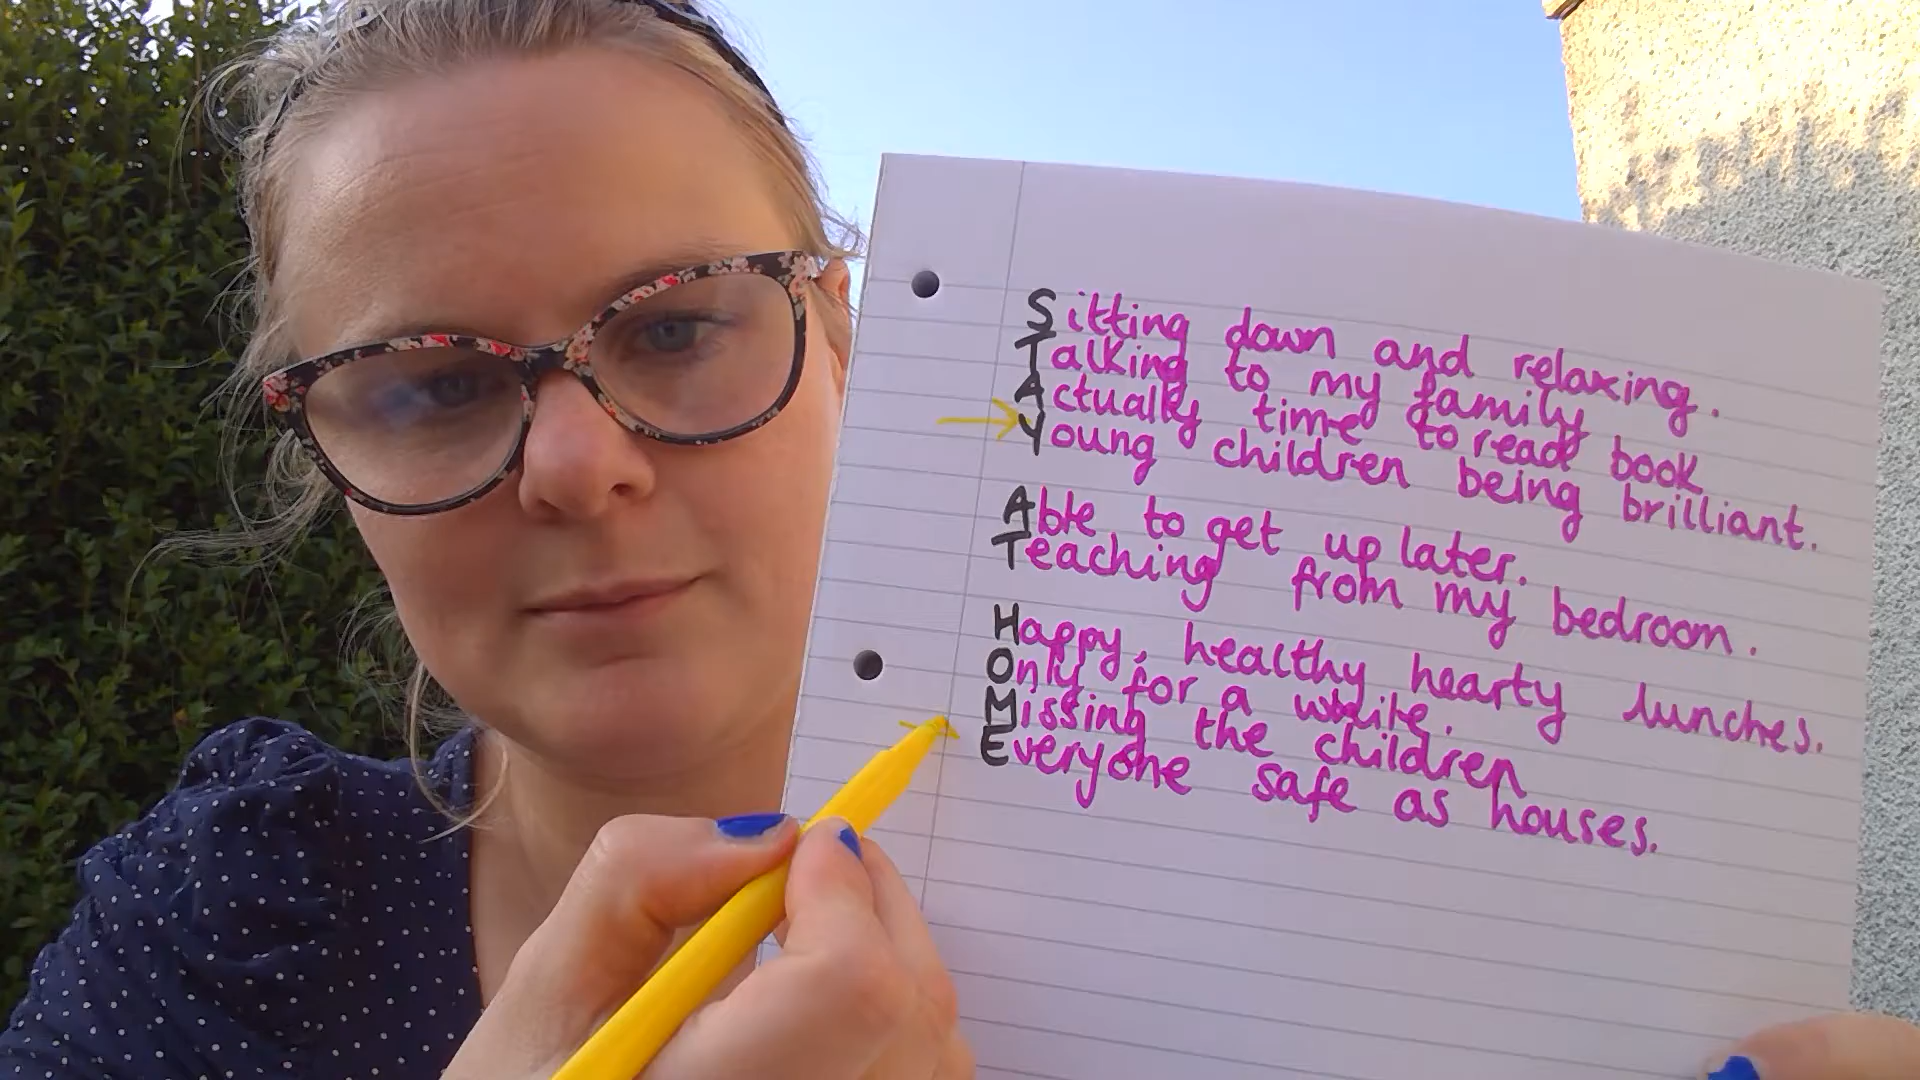 Sitting down and relaxing.
Talking to my family
Actually time to read book
Young children being brilliant.
Able to get up later.
Teaching from my bedroom.
Happy, healthy hearty lunches.
Only for a white.
Missing the children
Everyone safe as houses.